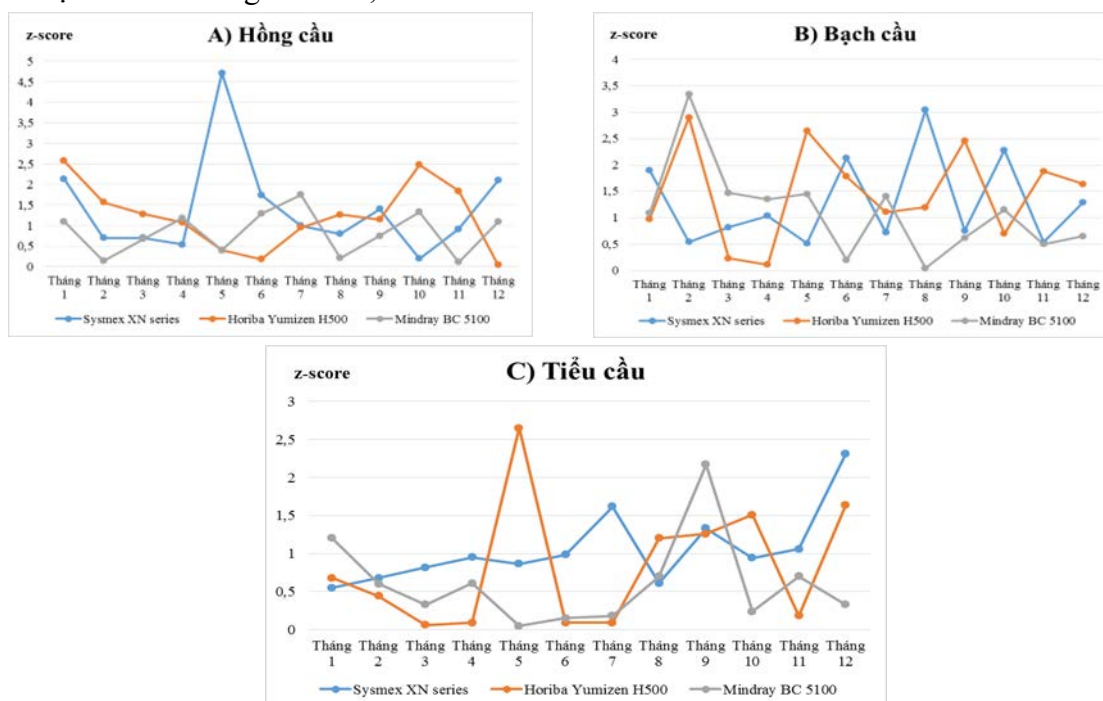 z-score
A) Hồng cầu
5
4,5
4
3,5
3
2,5
2
1,5
1
0,5
0
Tháng Tháng Tháng Tháng Tháng Tháng Tháng Tháng Tháng Tháng Tháng Tháng
1 2 3 4 5 6 7 8 9 10 11 12
Sysmex XN series Horiba Yumizen H500 Mindray BC 5100
z-score
B) Bạch cầu
4
3,5
3
2,5
2
1,5
1
0,5
0
Tháng Tháng Tháng Tháng Tháng Tháng Tháng Tháng Tháng Tháng Tháng Tháng
1 2 3 4 5 6 7 8 9 10 11 12
Sysmex XN series Horiba Yumizen H500 Mindray BC 5100
z-score
C) Tiểu cầu
3
2,5
2
1,5
1
0,5
0
Tháng Tháng Tháng Tháng Tháng Tháng Tháng Tháng Tháng Tháng Tháng Tháng
1 2 3 4 5 6 7 8 9 10 11 12
Sysmex XN series Horiba Yumizen H500 Mindray BC 5100